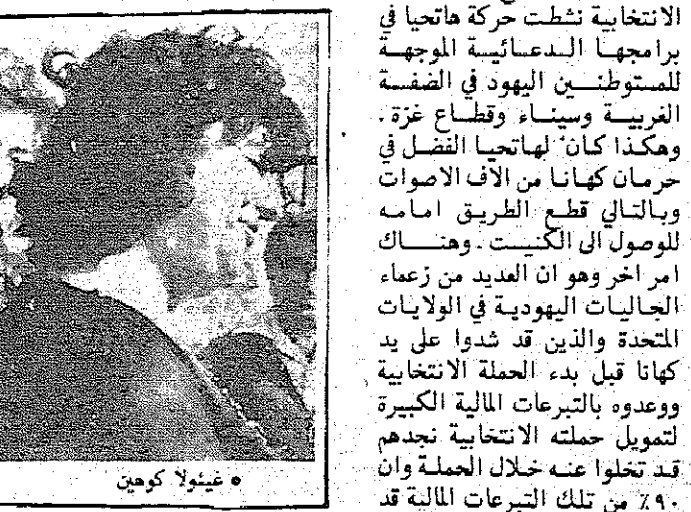 الانتخابية نشطت حركة هاتحيا في
برامجها الدعائية الموجهة
للمستوطنين اليهود في الضفة
الغربية وسيناء وقطاع غزة.
وهكذا كان لهاتحيا الفضل في
حرمان كهانا من الاف الاصوات
وبالتالي قطع الطريق امامه
للوصول الى الكنيست. وهناك
امر اخر وهو ان العديد من زعماء
الجاليات اليهودية في الولايات
المتحدة والذين قد شدوا على يد
كهانا قبل بدء الحملة الانتخابية
ووعدوه بالتبرعات المالية الكبيرة
لتمويل حملته الانتخابية نجدهم
قد تخلوا عنه خلال الحملة وان
٩٠٪ من تلك التبرعات المالية قد
● غيئولا كوهين